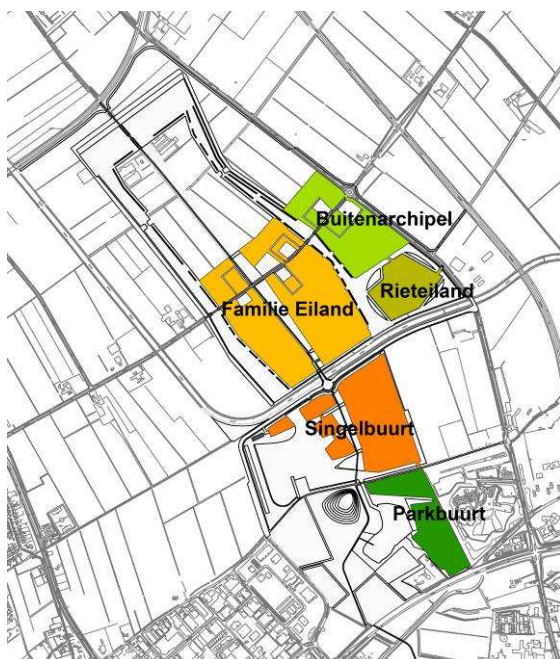 Buitenarchipel
Rieteiland
Familie Eiland
Singelbuurt
Parkbuurt